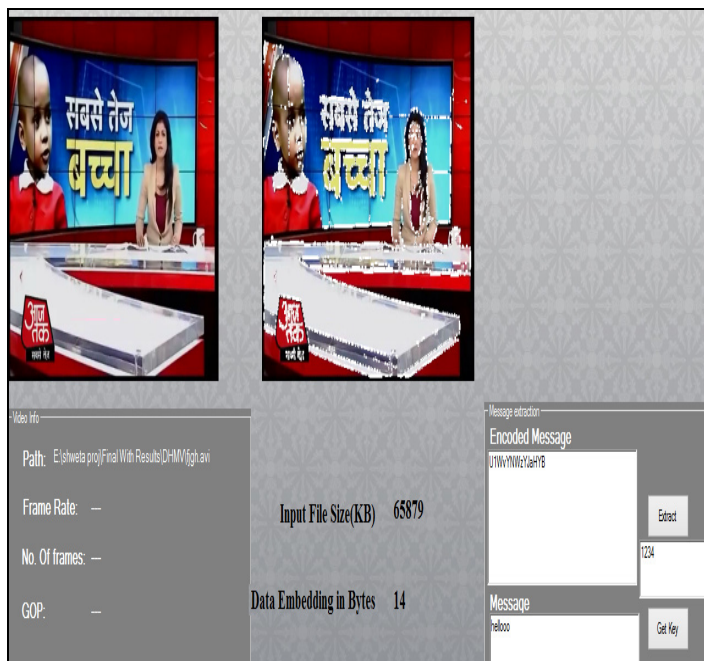 सबसे तेज
बच्चा
आज
तक
सबसे तेज
सबसे तेज
बच्चा
आज
तक
Video Info
Path: E:\shweta proj\Final With Results\DHMV\fjgh.avi
Frame Rate: ---
No. Of frames: ---
GOP: ---
Input File Size(KB) 65879
Data Embedding in Bytes 14
Message extraction
Encoded Message
U1WvYNWzYJaHYB
Extract
1234
Message
hellooo
Get Key